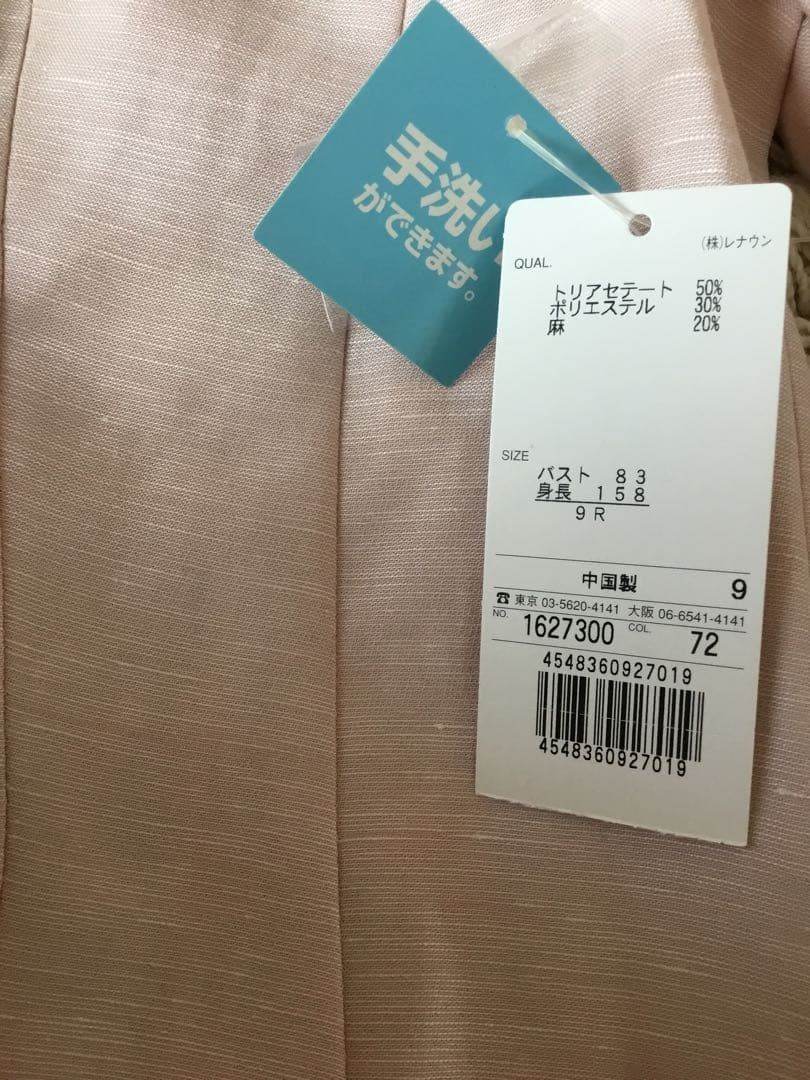 手洗い
ができます。
(株)レナウン
QUAL.
トリアセテート 50%
ポリエステル 30%
麻 20%
SIZE
バスト 83
身長 158
9R
中国製 9
☎ 東京 03-5620-4141 大阪 06-6541-4141
NO. 1627300 COL. 72
4548360927019
4548360927019